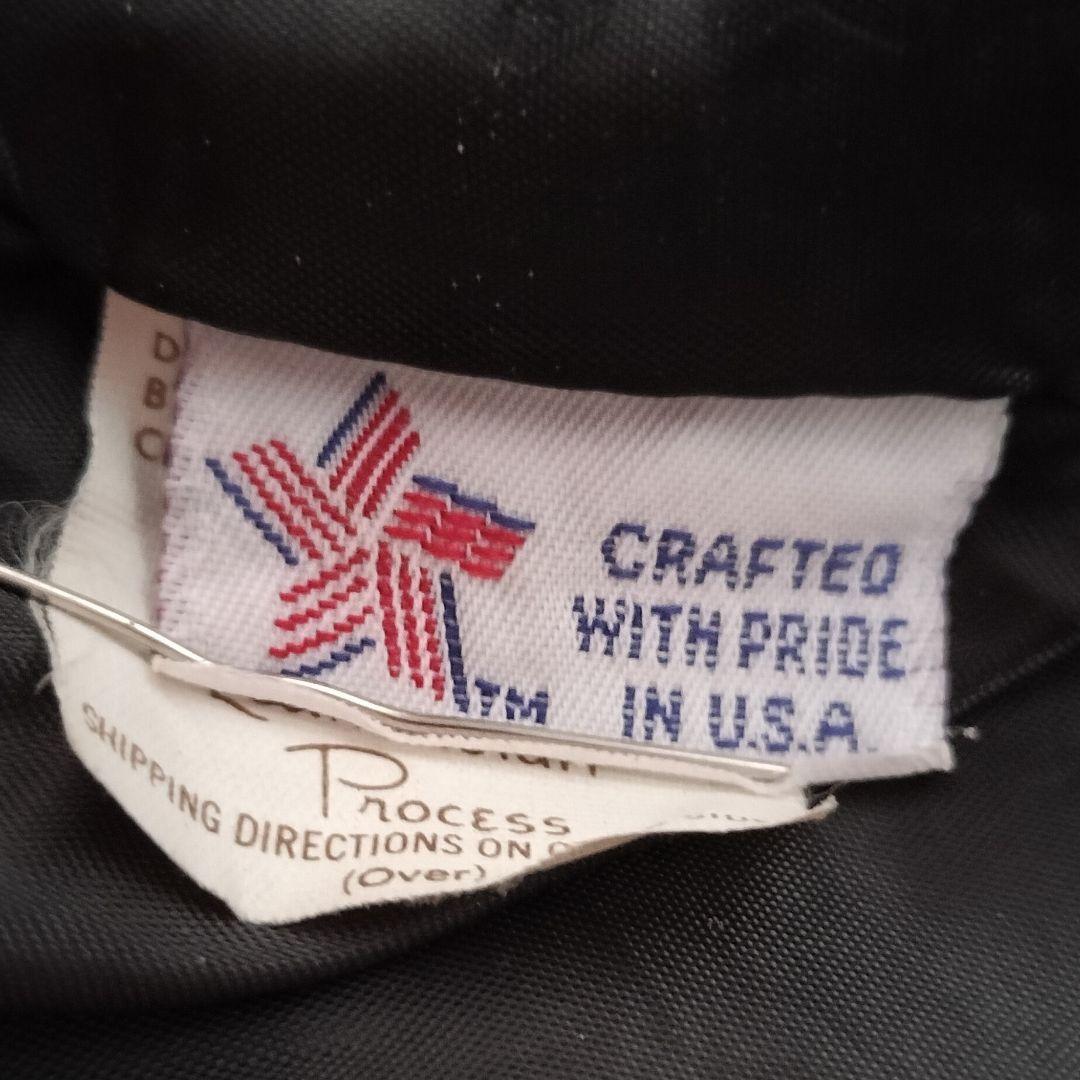 D
B
CRAFTED
WITH PRIDE
IN U.S.A.
TM
Process
SHIPPING DIRECTIONS ON
(Over)